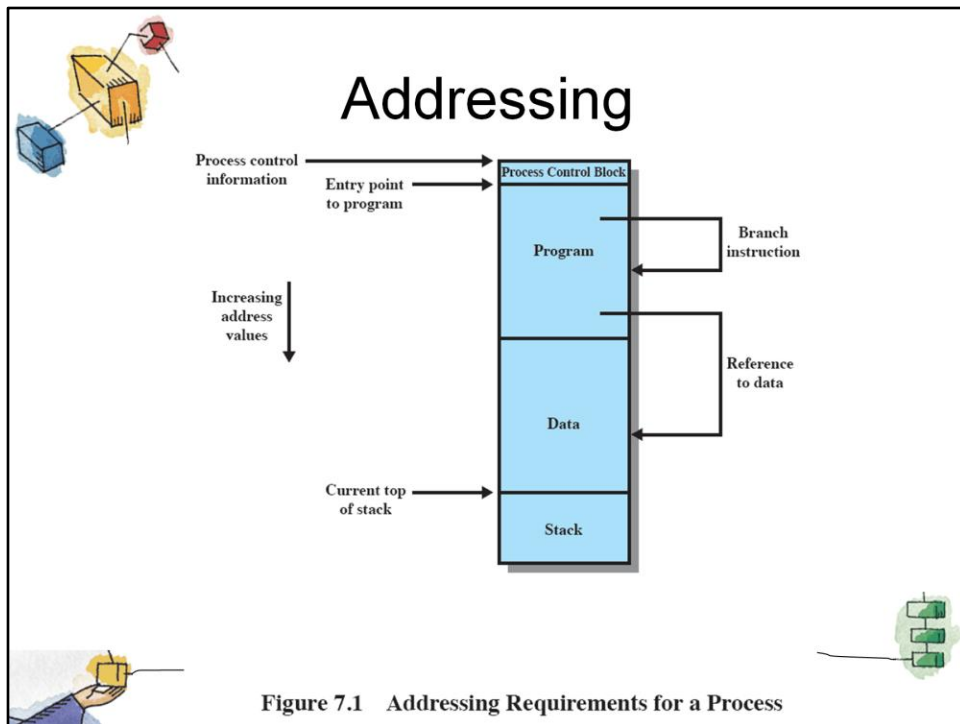 Addressing
Process control
information
Process Control Block
Entry point
to program
Program
Branch
instruction
Increasing
address
values
Reference
to data
Data
Current top
of stack
Stack
Figure 7.1 Addressing Requirements for a Process